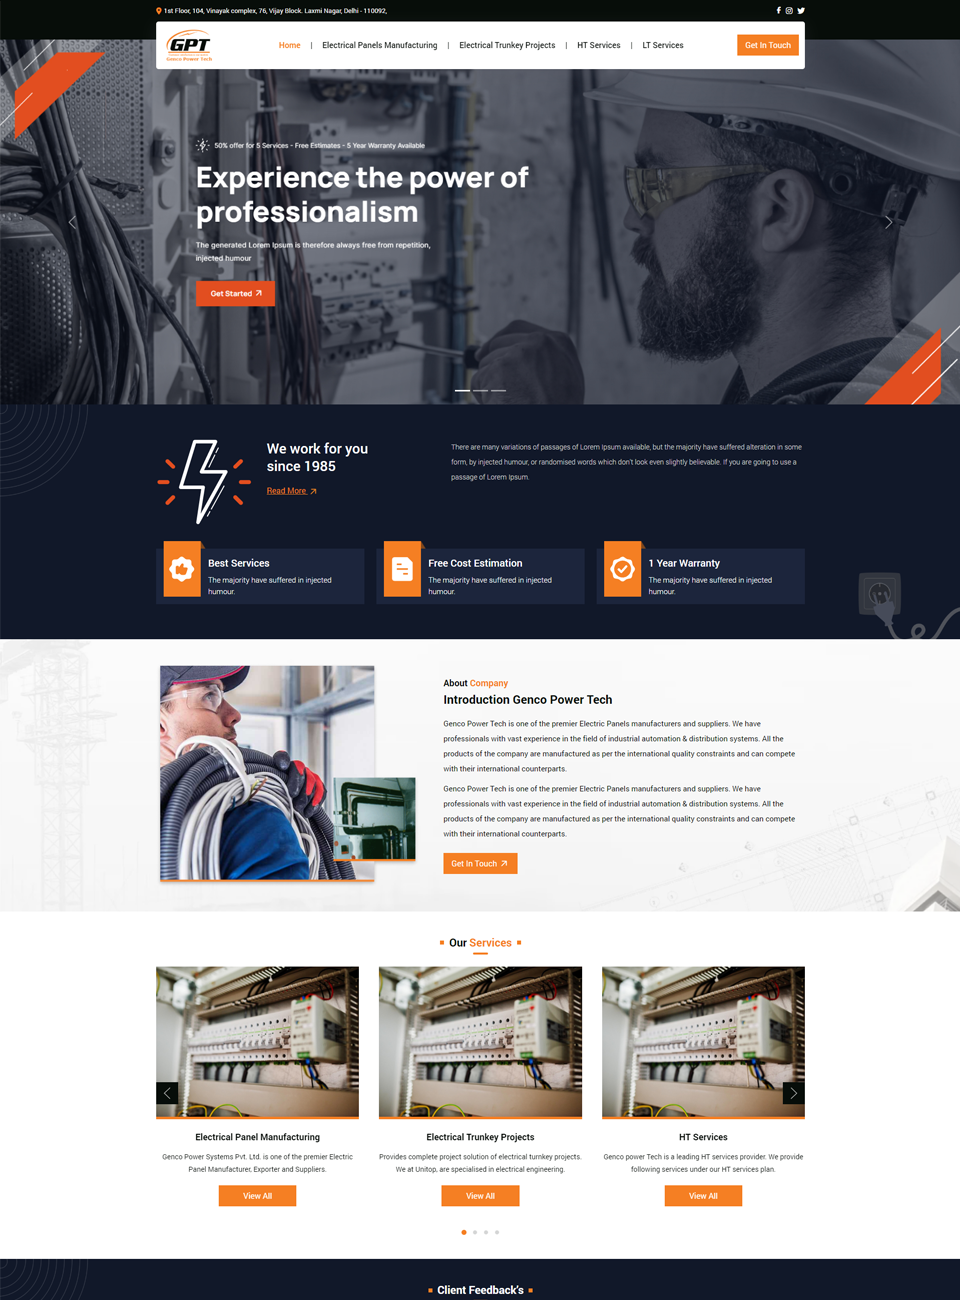 1st Floor, 104, Vinayak complex, 76, Vijay Block. Laxmi Nagar, Delhi - 110092,
GPT
Genco Power Tech
Home | Electrical Panels Manufacturing | Electrical Trunkey Projects | HT Services | LT Services
Get In Touch
50% offer for 5 Services - Free Estimates - 5 Year Warranty Available
Experience the power of
professionalism
The generated Lorem Ipsum is therefore always free from repetition,
injected humour
Get Started
We work for you
since 1985
Read More
There are many variations of passages of Lorem Ipsum available, but the majority have suffered alteration in some
form, by injected humour, or randomised words which don't look even slightly believable. If you are going to use a
passage of Lorem Ipsum.
Best Services
The majority have suffered in injected
humour.
Free Cost Estimation
The majority have suffered in injected
humour.
1 Year Warranty
The majority have suffered in injected
humour.
About Company
Introduction Genco Power Tech
Genco Power Tech is one of the premier Electric Panels manufacturers and suppliers. We have
professionals with vast experience in the field of industrial automation & distribution systems. All the
products of the company are manufactured as per the international quality constraints and can compete
with their international counterparts.
Genco Power Tech is one of the premier Electric Panels manufacturers and suppliers. We have
professionals with vast experience in the field of industrial automation & distribution systems. All the
products of the company are manufactured as per the international quality constraints and can compete
with their international counterparts.
Get In Touch
Our Services
Electrical Panel Manufacturing
Genco Power Systems Pvt. Ltd. is one of the premier Electric
Panel Manufacturer, Exporter and Suppliers.
View All
Electrical Trunkey Projects
Provides complete project solution of electrical turnkey projects.
We at Unitop, are specialised in electrical engineering.
View All
HT Services
Genco power Tech is a leading HT services provider. We provide
following services under our HT services plan.
View All
Client Feedback's